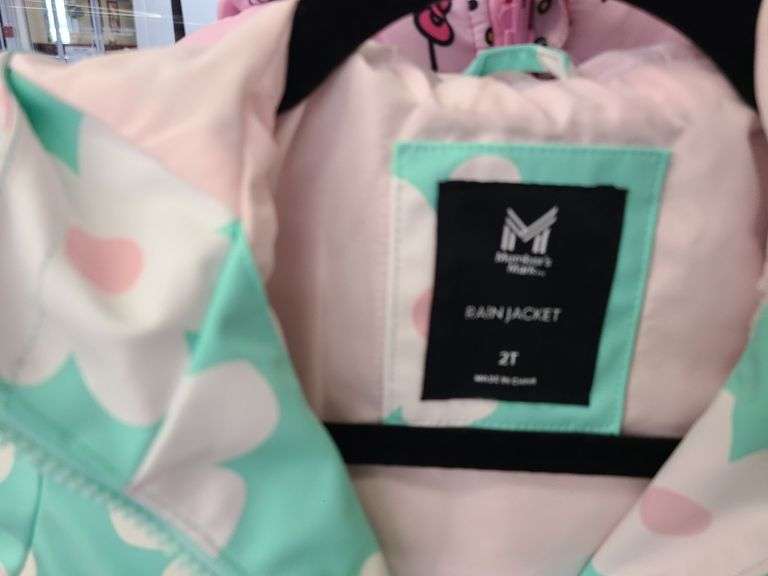 Member's
Mark
RAIN JACKET
2T
MADE IN CHINA